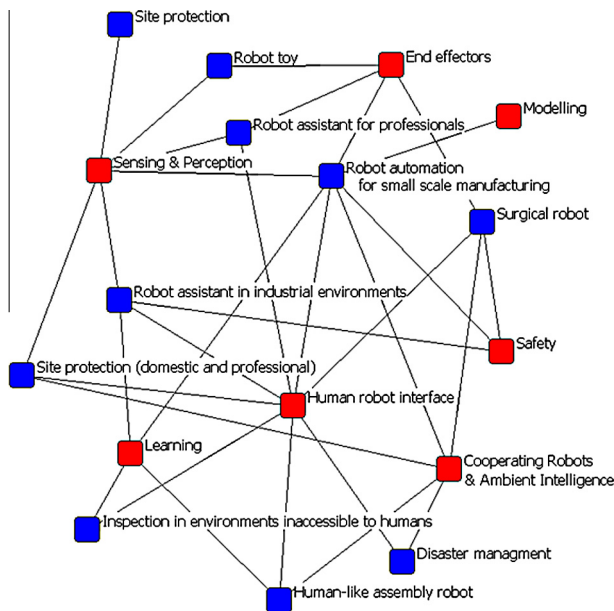 Site protection
Robot toy
End effectors
Modelling
Robot assistant for professionals
Sensing & Perception
Robot automation
for small scale manufacturing
Surgical robot
Robot assistant in industrial environments
Safety
Site protection (domestic and professional)
Human robot interface
Learning
Cooperating Robots
& Ambient Intelligence
Inspection in environments inaccessible to humans
Disaster managment
Human-like assembly robot